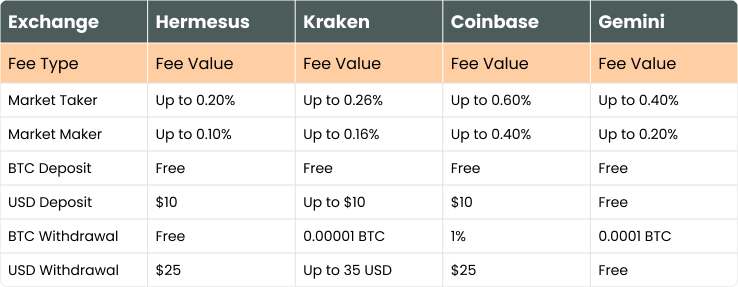 Exchange Hermesus Kraken Coinbase Gemini
Fee Type Fee Value Fee Value Fee Value Fee Value
Market Taker Up to 0.20% Up to 0.26% Up to 0.60% Up to 0.40%
Market Maker Up to 0.10% Up to 0.16% Up to 0.40% Up to 0.20%
BTC Deposit Free Free Free Free
USD Deposit $10 Up to $10 $10 Free
BTC Withdrawal Free 0.00001 BTC 1% 0.0001 BTC
USD Withdrawal $25 Up to 35 USD $25 Free